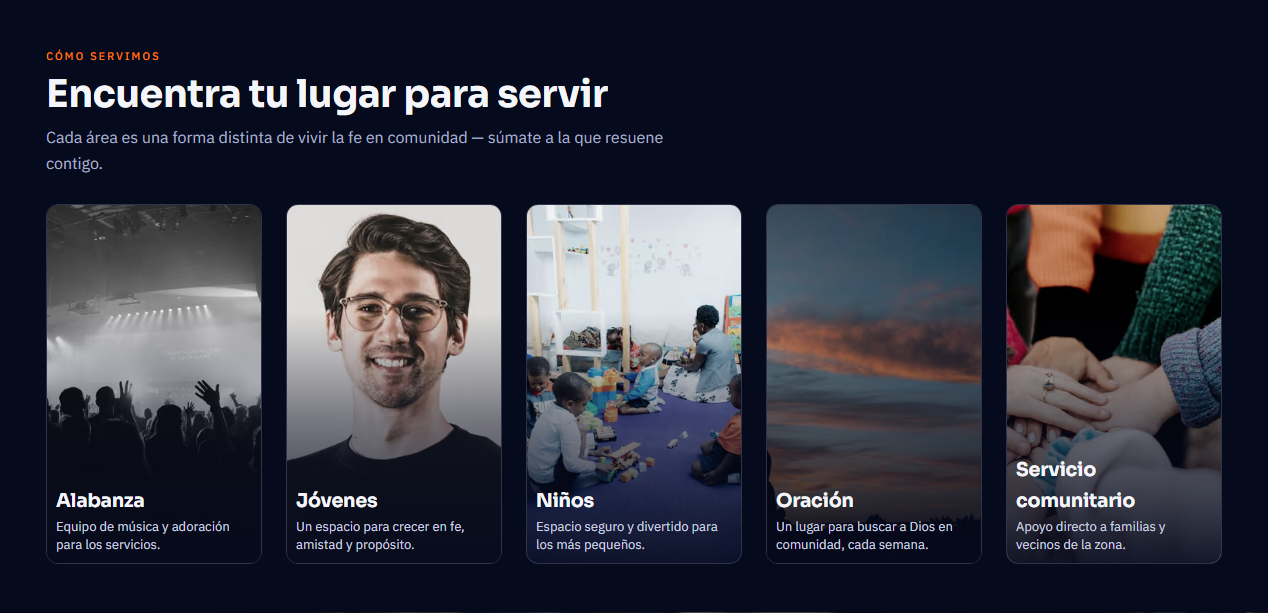 CÓMO SERVIMOS
Encuentra tu lugar para servir
Cada área es una forma distinta de vivir la fe en comunidad — súmate a la que resuene
contigo.
Alabanza
Equipo de música y adoración
para los servicios.
Jóvenes
Un espacio para crecer en fe,
amistad y propósito.
Niños
Espacio seguro y divertido para
los más pequeños.
Oración
Un lugar para buscar a Dios en
comunidad, cada semana.
Servicio
comunitario
Apoyo directo a familias y
vecinos de la zona.